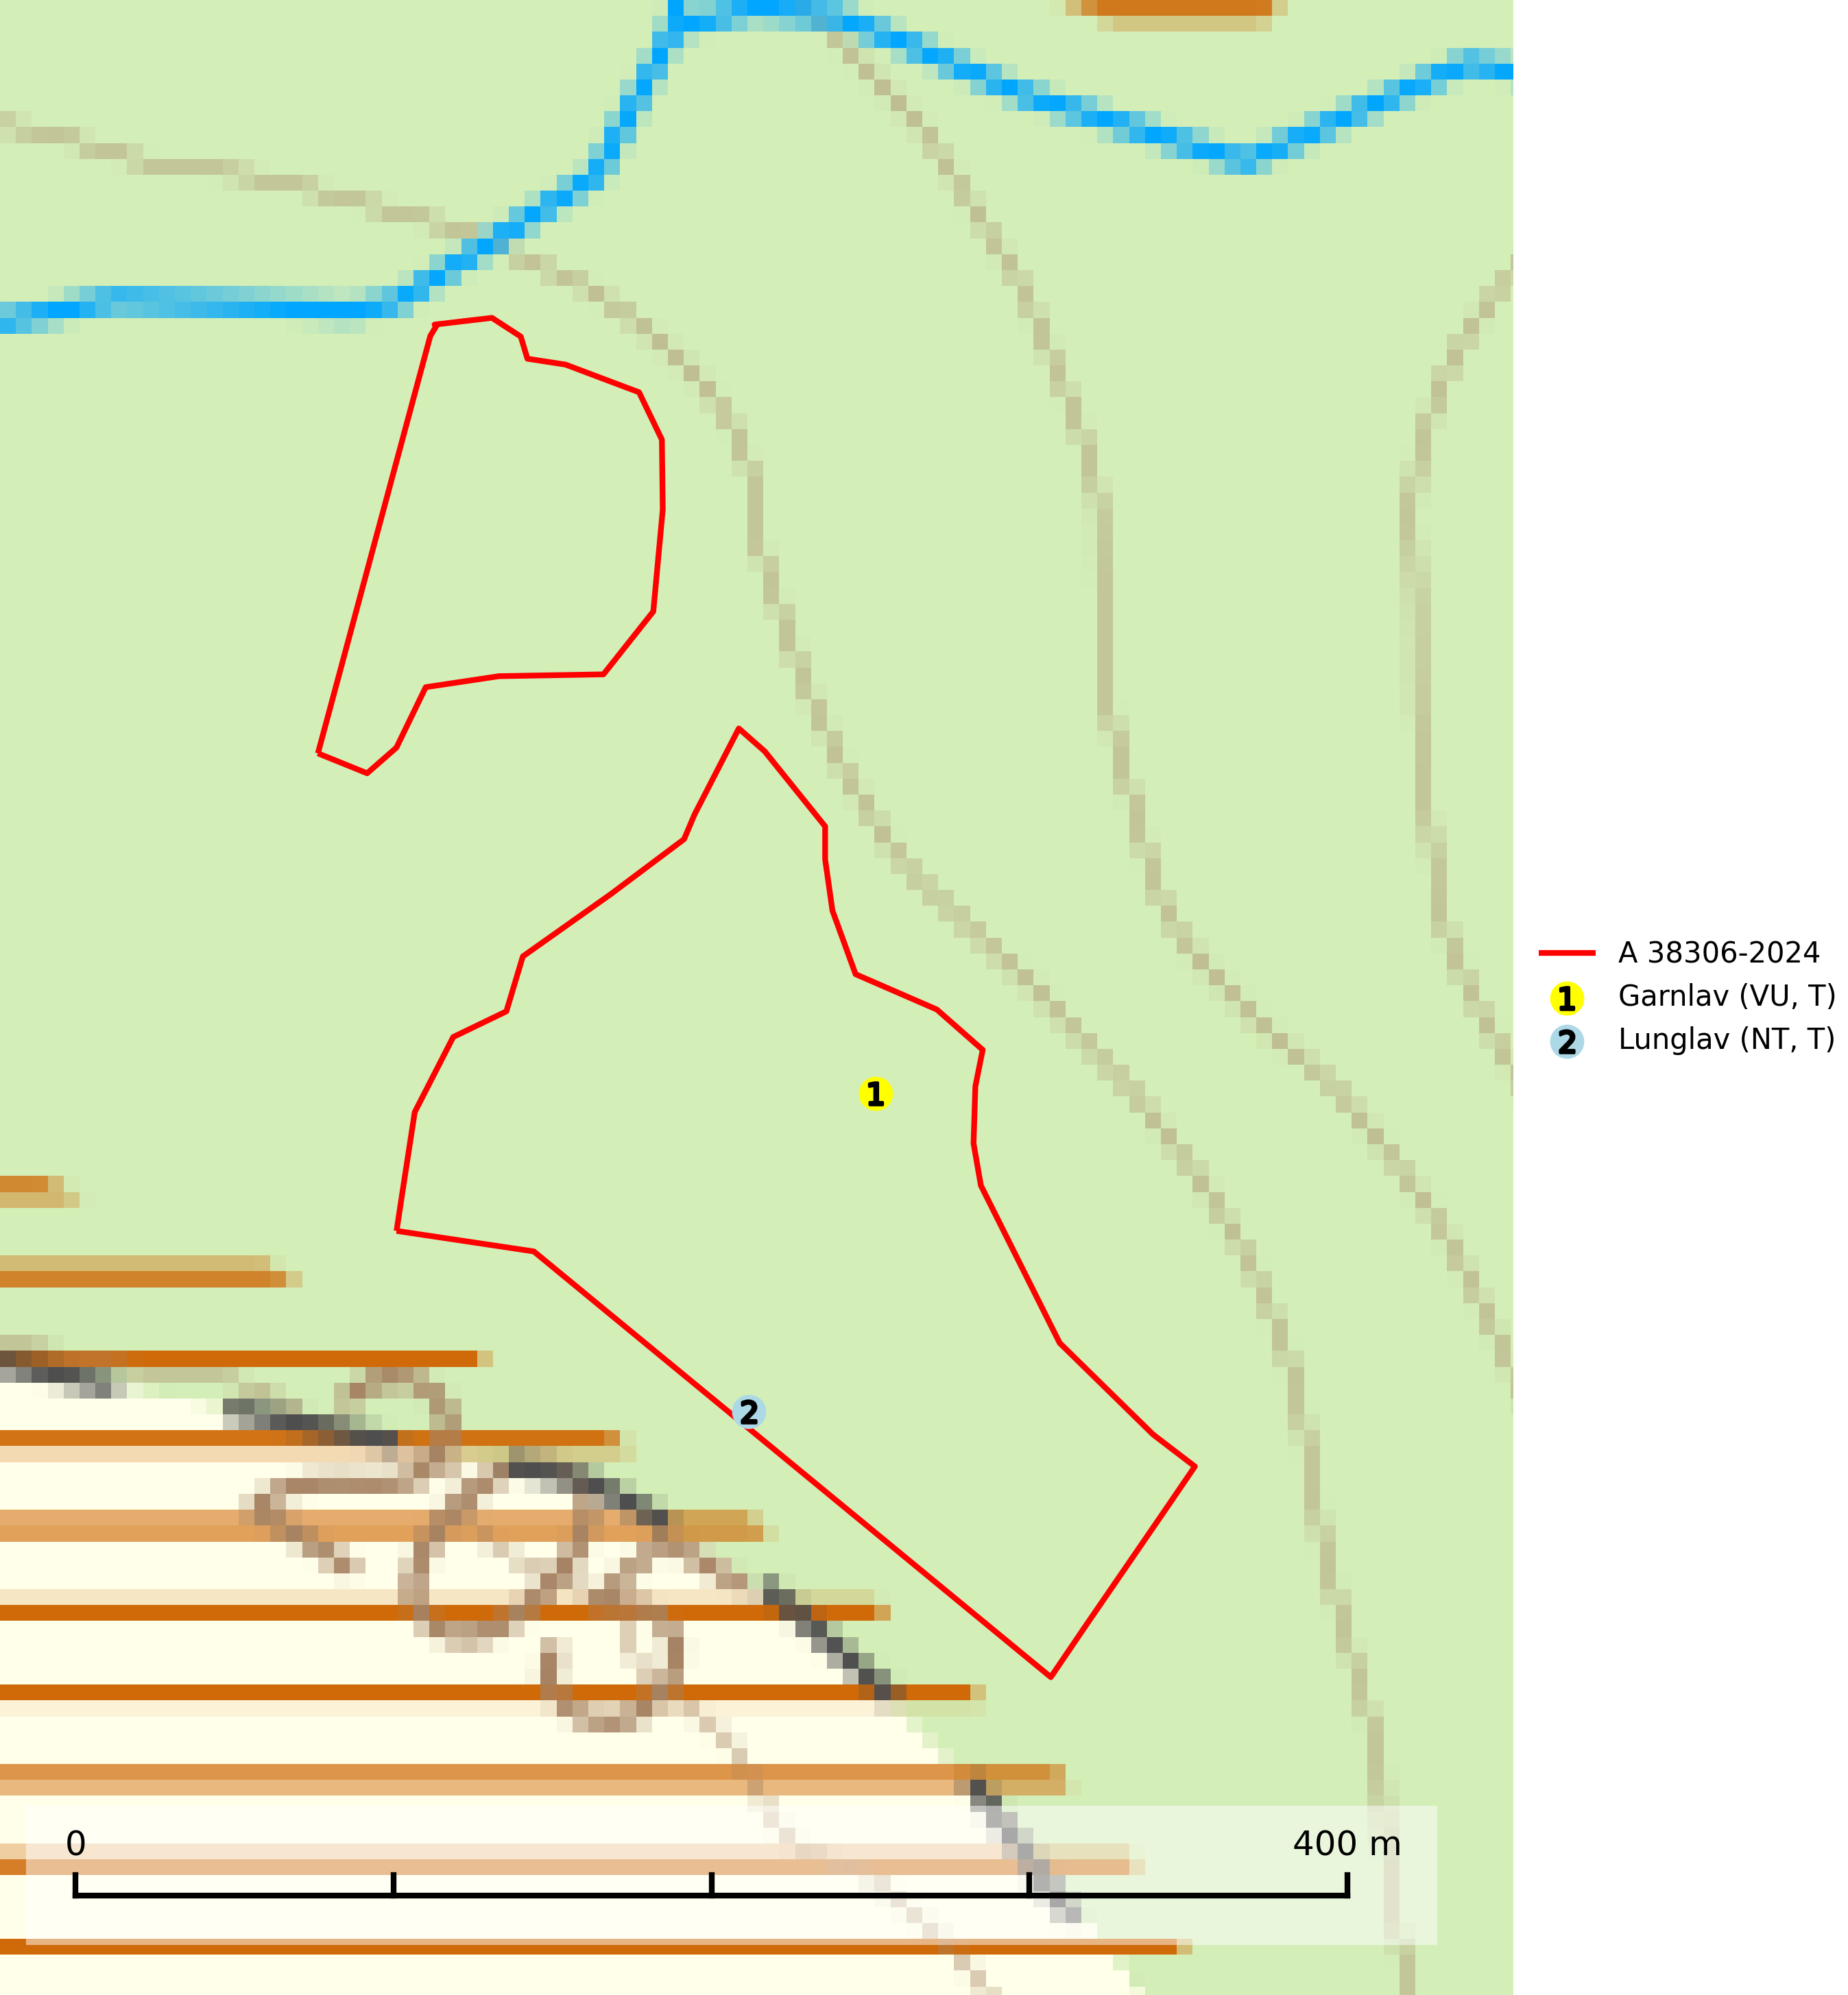 A 38306-2024
1 Garnlav (VU, T)
2 Lunglav (NT, T)
1
2
0 400 m